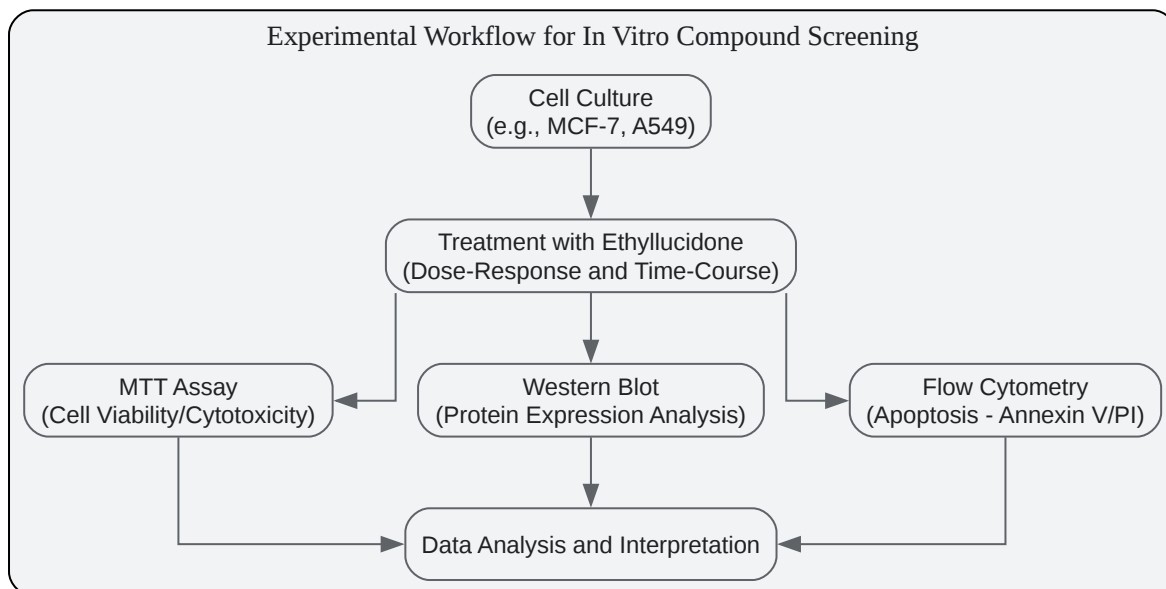 Experimental Workflow for In Vitro Compound Screening
Cell Culture
(e.g., MCF-7, A549)
Treatment with Ethyllucidone
(Dose-Response and Time-Course)
MTT Assay
(Cell Viability/Cytotoxicity)
Western Blot
(Protein Expression Analysis)
Flow Cytometry
(Apoptosis - Annexin V/PI)
Data Analysis and Interpretation